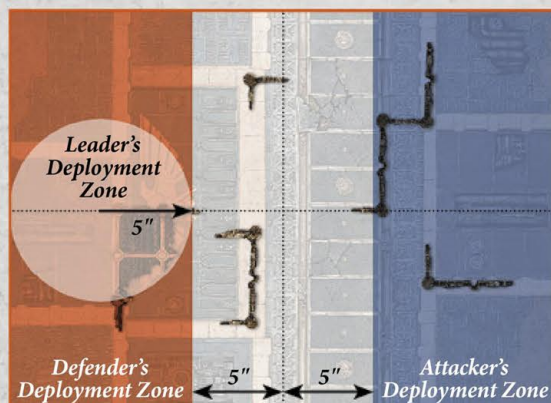 Leader's
Deployment
Zone
5"
Defender's
Deployment Zone
5"
5"
Attacker's
Deployment Zone